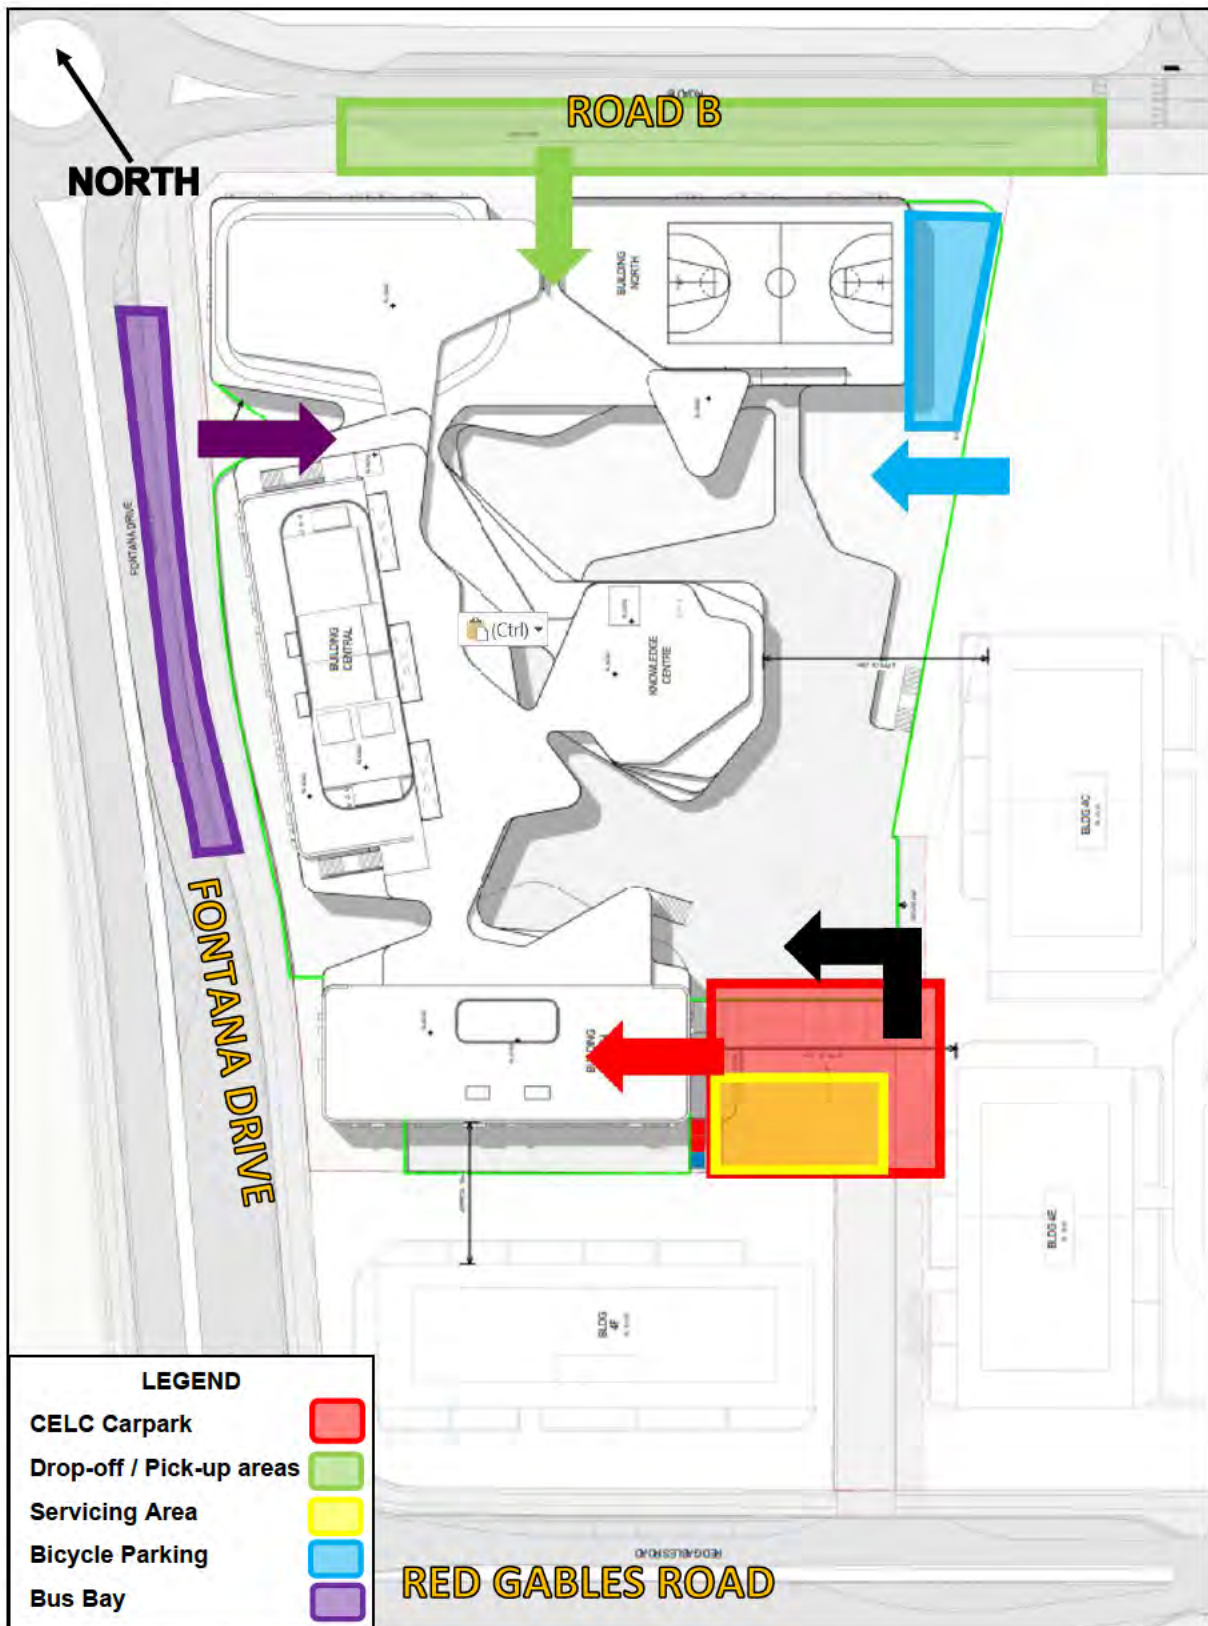 ROAD B
ROAD B
NORTH
BUILDING
NORTH
FONTANA DRIVE
BUILDING
CENTRAL
(Ctrl)
KNOWLEDGE
CENTRE
BLDG 4C
FONTANA DRIVE
BUILDING
BLDG 4E
BLDG
4F
LEGEND
CELC Carpark
Drop-off / Pick-up areas
Servicing Area
Bicycle Parking
Bus Bay
RED GABLES ROAD
RED GABLES ROAD